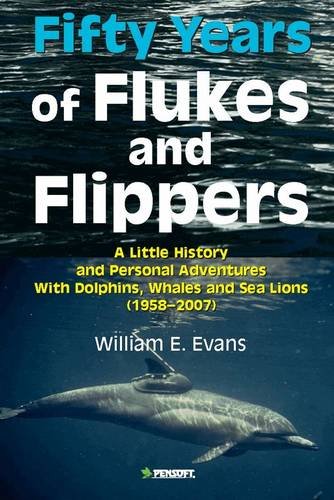 Fifty Years
of Flukes
and
Flippers
A Little History
and Personal Adventures
With Dolphins, Whales and Sea Lions
(1958–2007)
William E. Evans
PENSOFT.